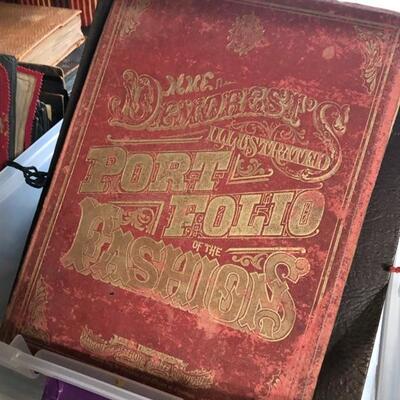 MME
DEMOREST'S
ILLUSTRATED
PORT
FOLIO
OF THE
FASHIONS